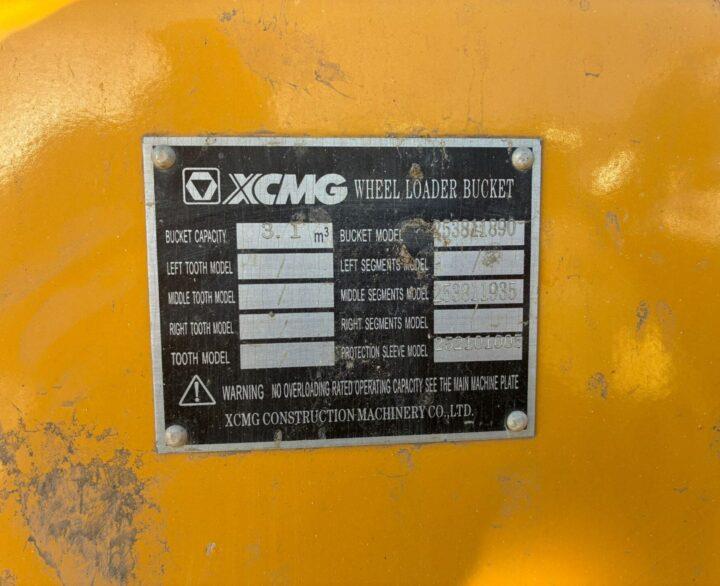 XCMG WHEEL LOADER BUCKET
BUCKET CAPACITY 3.1 m³ BUCKET MODEL 253811890
LEFT TOOTH MODEL / LEFT SEGMENTS MODEL /
MIDDLE TOOTH MODEL / MIDDLE SEGMENTS MODEL 253811985
RIGHT TOOTH MODEL / RIGHT SEGMENTS MODEL
TOOTH MODEL PROTECTION SLEEVE MODEL
WARNING NO OVERLOADING RATED OPERATING CAPACITY SEE THE MAIN MACHINE PLATE
XCMG CONSTRUCTION MACHINERY CO.,LTD.